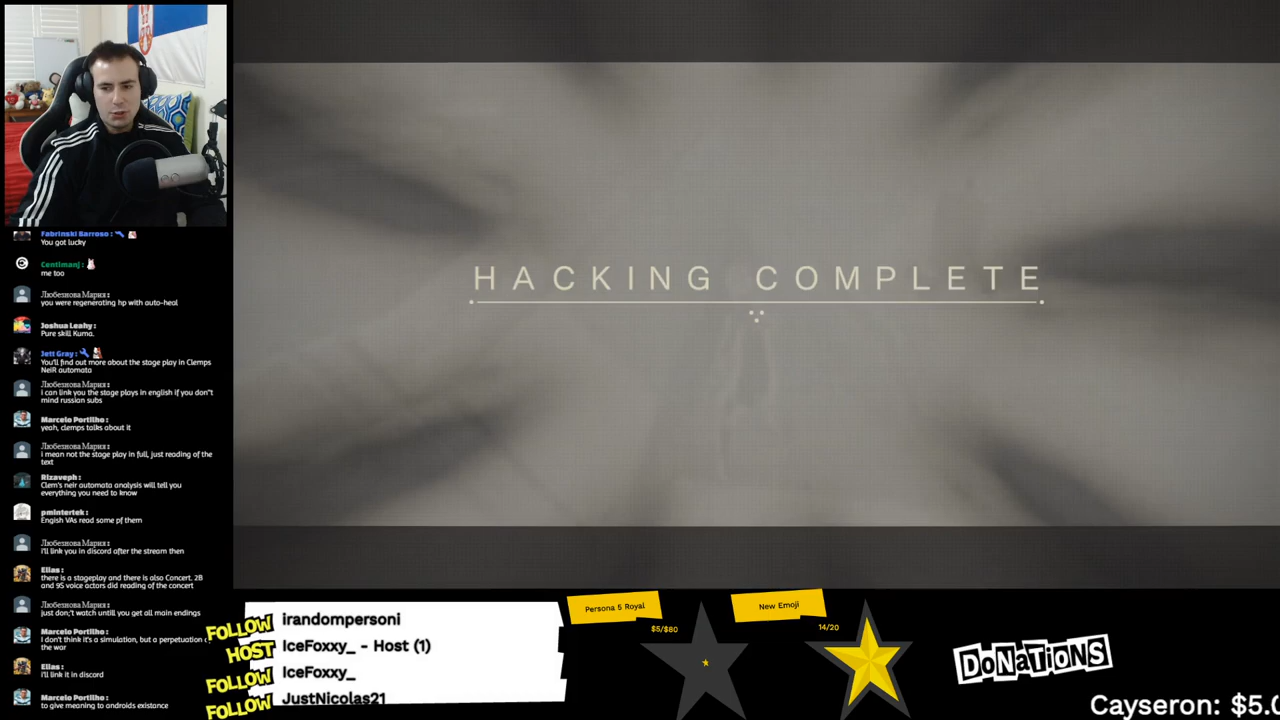 Fabrinski Barroso :
You got lucky
Centimanj :
me too
Любезнова Мария :
you were regenerating hp with auto-heal
Joshua Leahy :
Pure skill Kuma.
Jett Gray :
You'll find out more about the stage play in Clemps
NeiR automata
Любезнова Мария :
i can link you the stage plays in english if you don"t
mind russian subs
Marcelo Portilho :
yeah, clemps talks about it
Любезнова Мария :
i mean not the stage play in full, just reading of the
text
Rizaveph :
Clem's neir automata analysis will tell you
everything you need to know
pmintertek :
Engish VAs read some pf them
Любезнова Мария :
i'll link you in discord after the stream then
Elias :
there is a stageplay and there is also Concert. 2B
and 9S voice actors did reading of the concert
Любезнова Мария :
just don;'t watch untill you get all main endings
Marcelo Portilho :
I don't think it's a simulation, but a perpetuation
the war
Elias :
I'll link it in discord
Marcelo Portilho :
to give meaning to androids existance
HACKING COMPLETE
FOLLOW irandompersoni
HOST IceFoxxy_ - Host (1)
FOLLOW IceFoxxy_
FOLLOW JustNicolas21
Persona 5 Royal
$5/$80
New Emoji
14/20
DoNaTiONS
Cayseron: $5.0